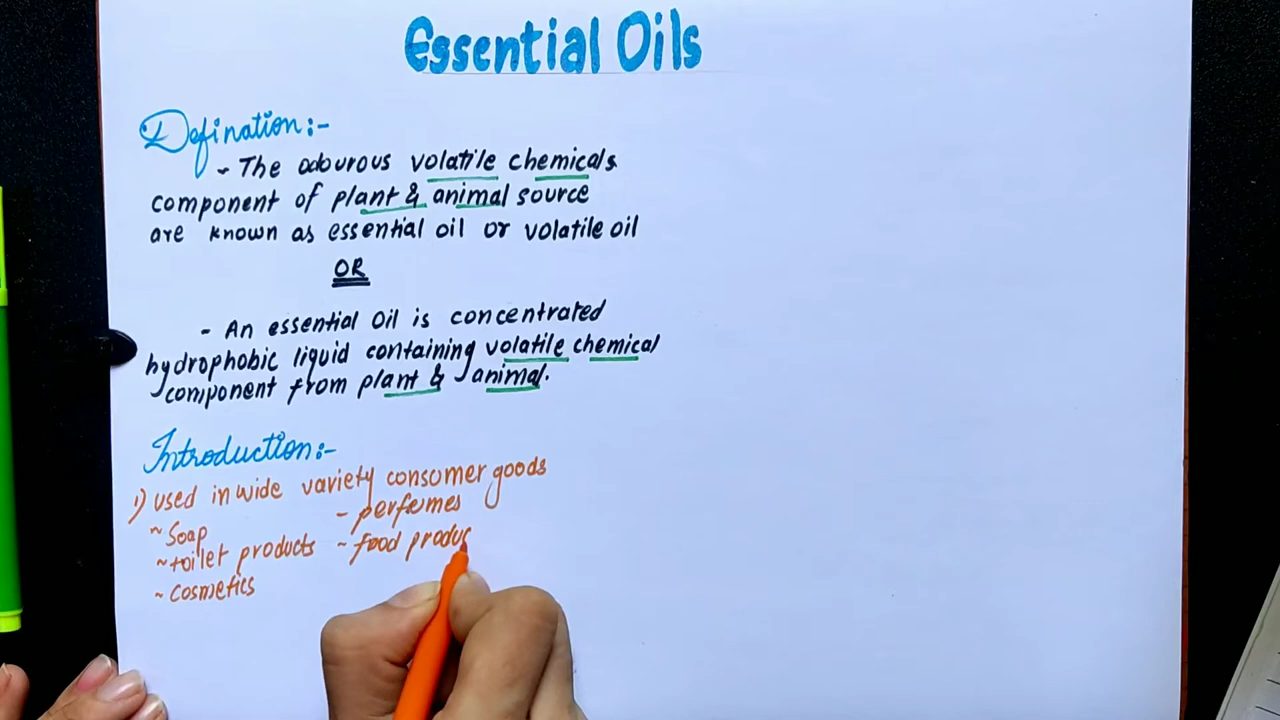 Essential Oils
Defination:-
- The odourous volatile chemicals
component of plant & animal source
are known as essential oil or volatile oil
OR
- An essential Oil is concentrated
hydrophobic liquid containing volatile chemical
component from plant & animal.
Introduction:-
1) used in wide variety consumer goods
~ Soap
~ toilet products
~ Cosmetics
- perfumes
~ food produc